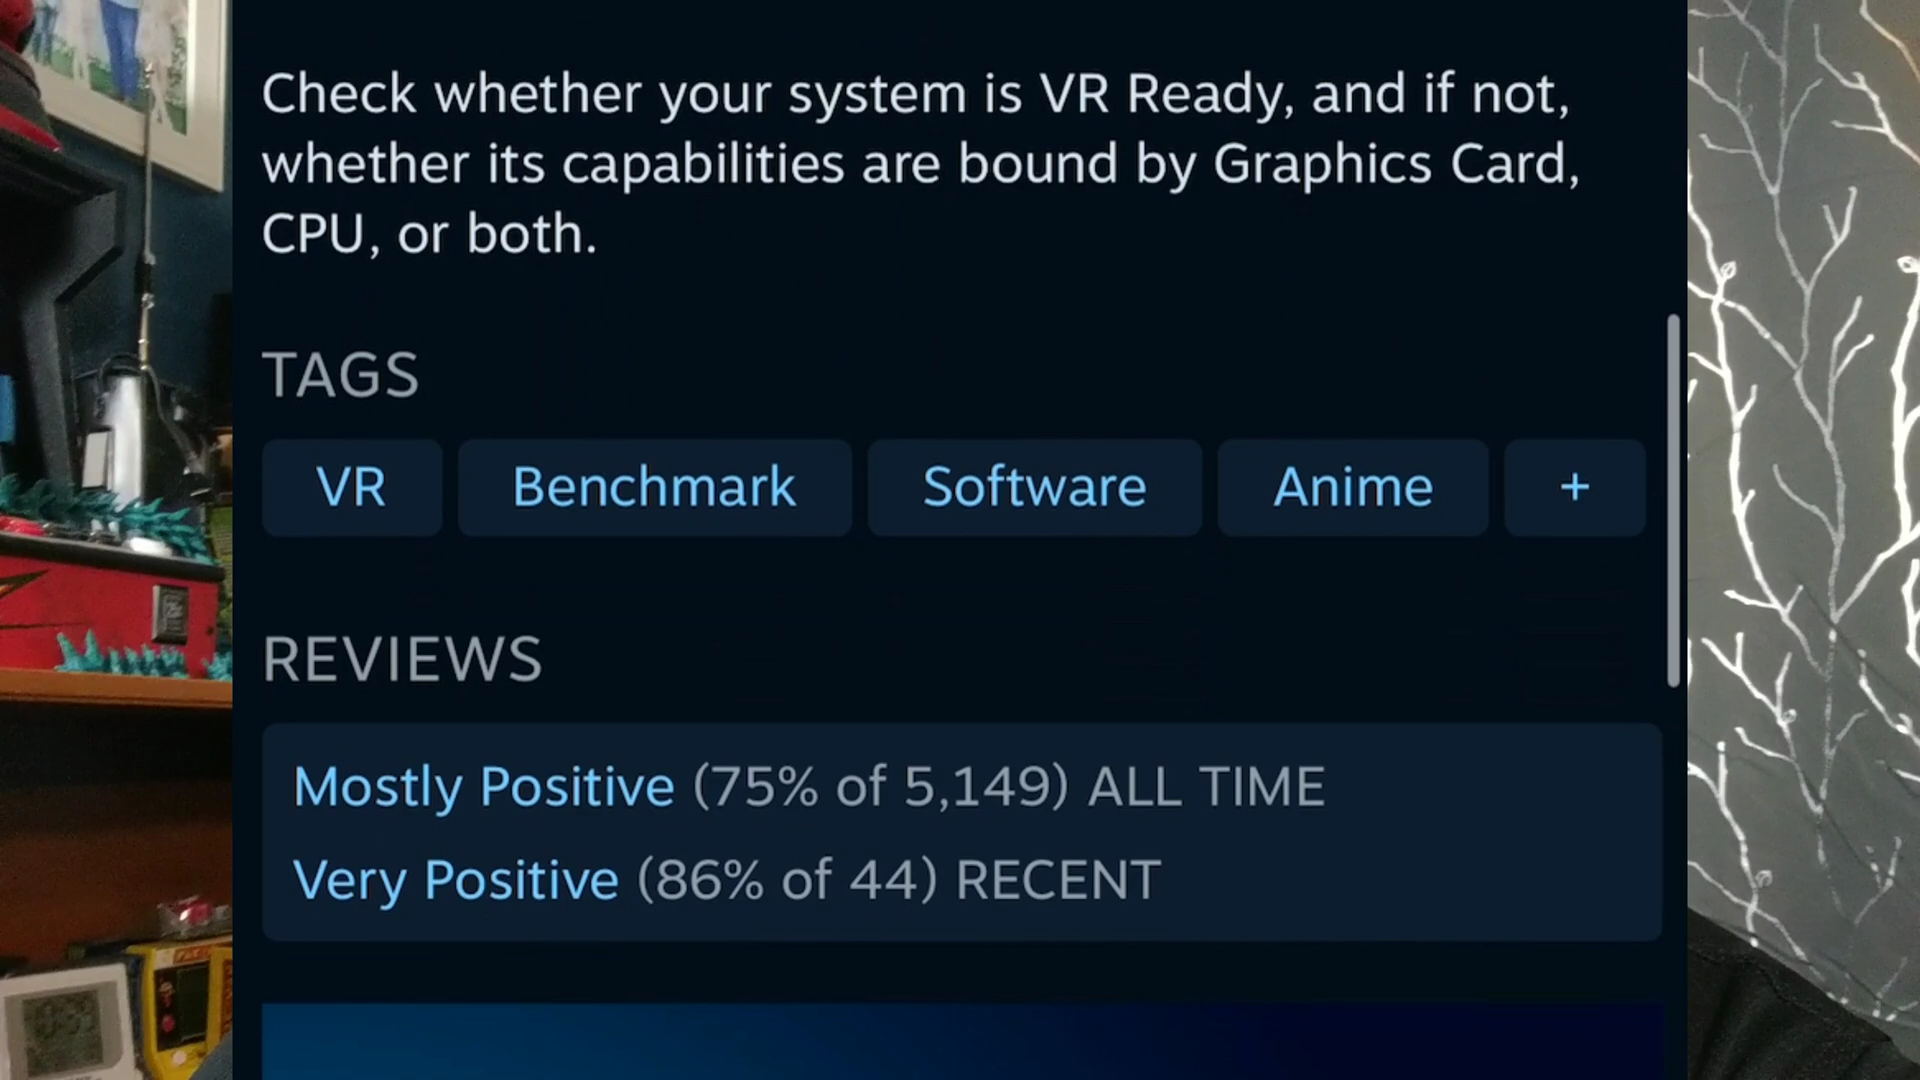 Check whether your system is VR Ready, and if not,
whether its capabilities are bound by Graphics Card,
CPU, or both.
TAGS
VR Benchmark Software Anime +
REVIEWS
Mostly Positive (75% of 5,149) ALL TIME
Very Positive (86% of 44) RECENT